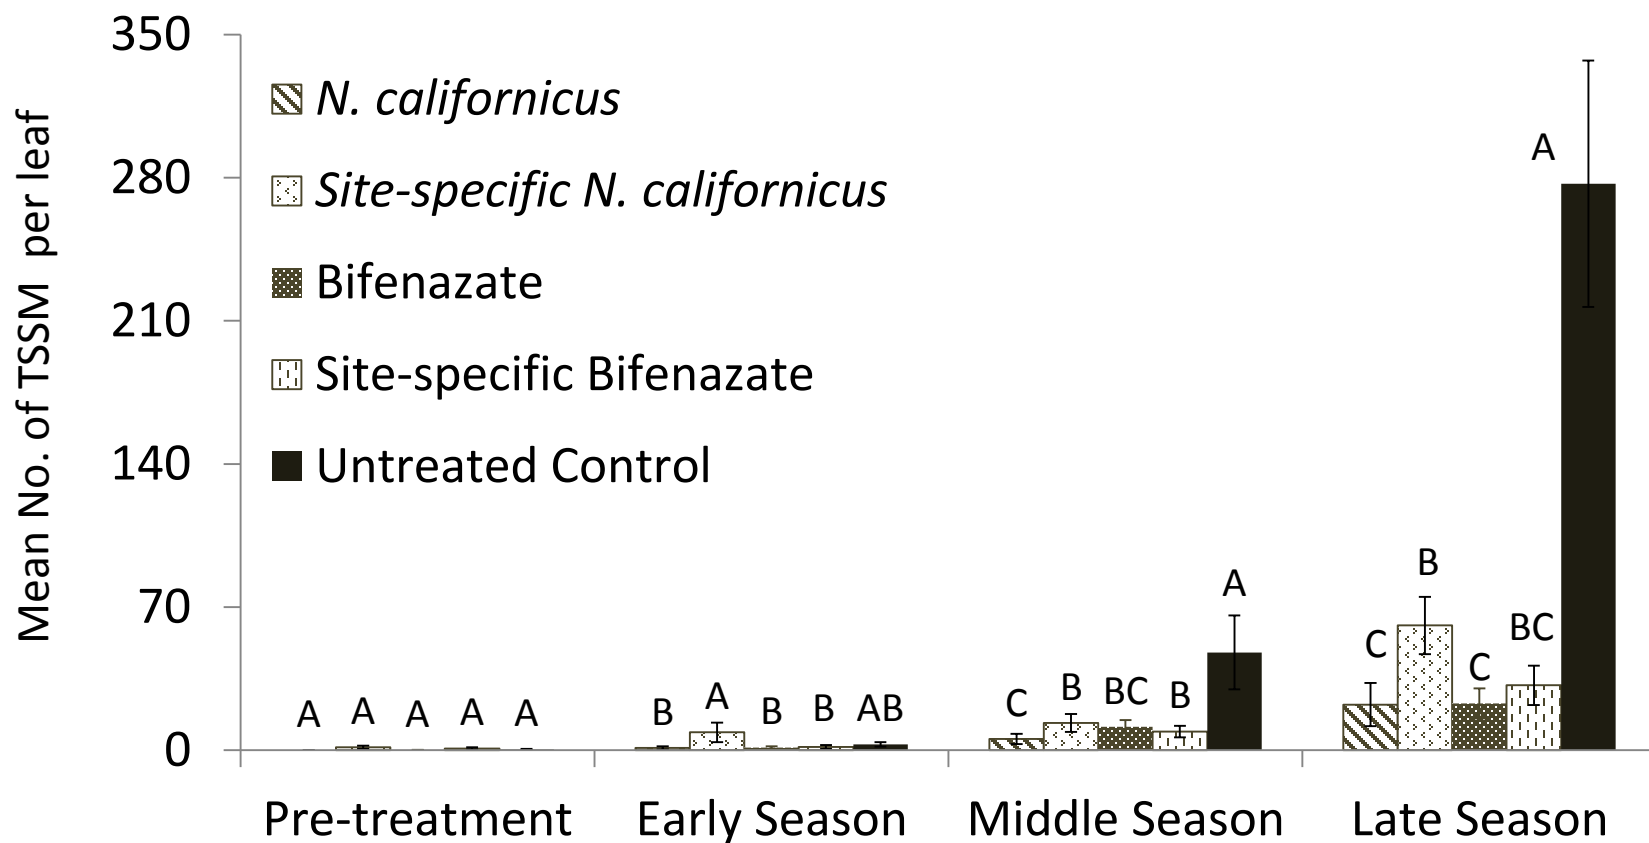 Mean No. of TSSM per leaf
350
280
210
140
70
0
N. californicus
Site-specific N. californicus
Bifenazate
Site-specific Bifenazate
Untreated Control
A A A A A
B A B B AB
C B BC B A
C B C BC A
Pre-treatment Early Season Middle Season Late Season